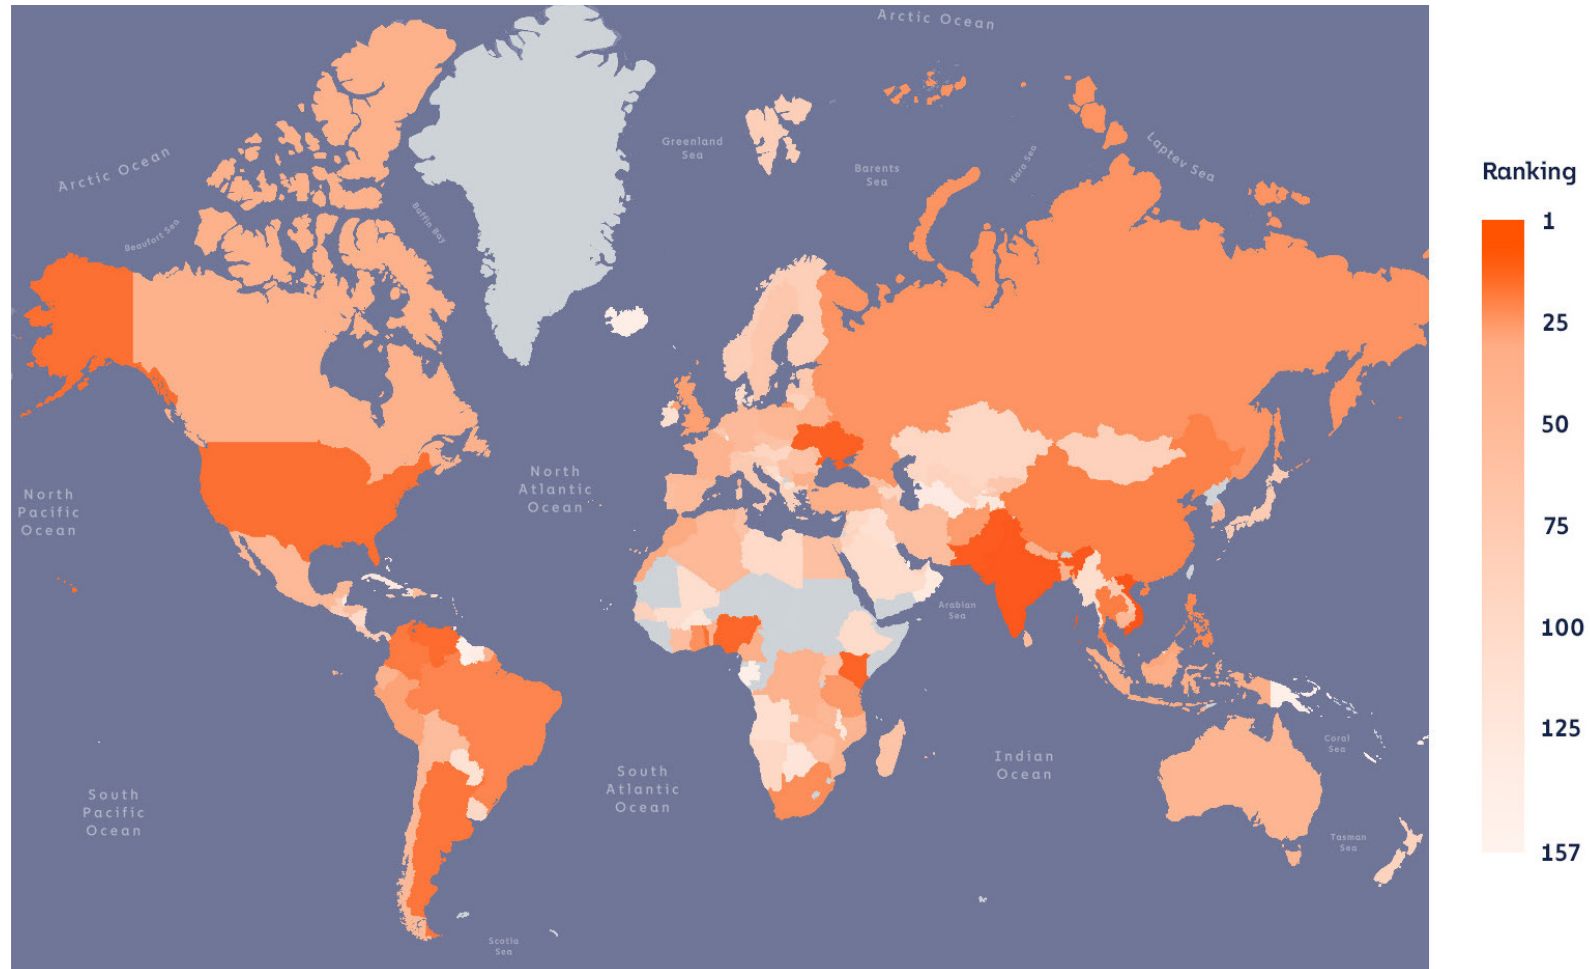 Arctic Ocean
Greenland
Sea
Barents
Sea
Kara Sea
Laptev Sea
Arctic Ocean
Beaufort Sea
Baffin Bay
North
Pacific
Ocean
North
Atlantic
Ocean
Arabian
Sea
South
Pacific
Ocean
South
Atlantic
Ocean
Indian
Ocean
Coral
Sea
Tasman
Sea
Scotia
Sea
Ranking
1
25
50
75
100
125
157